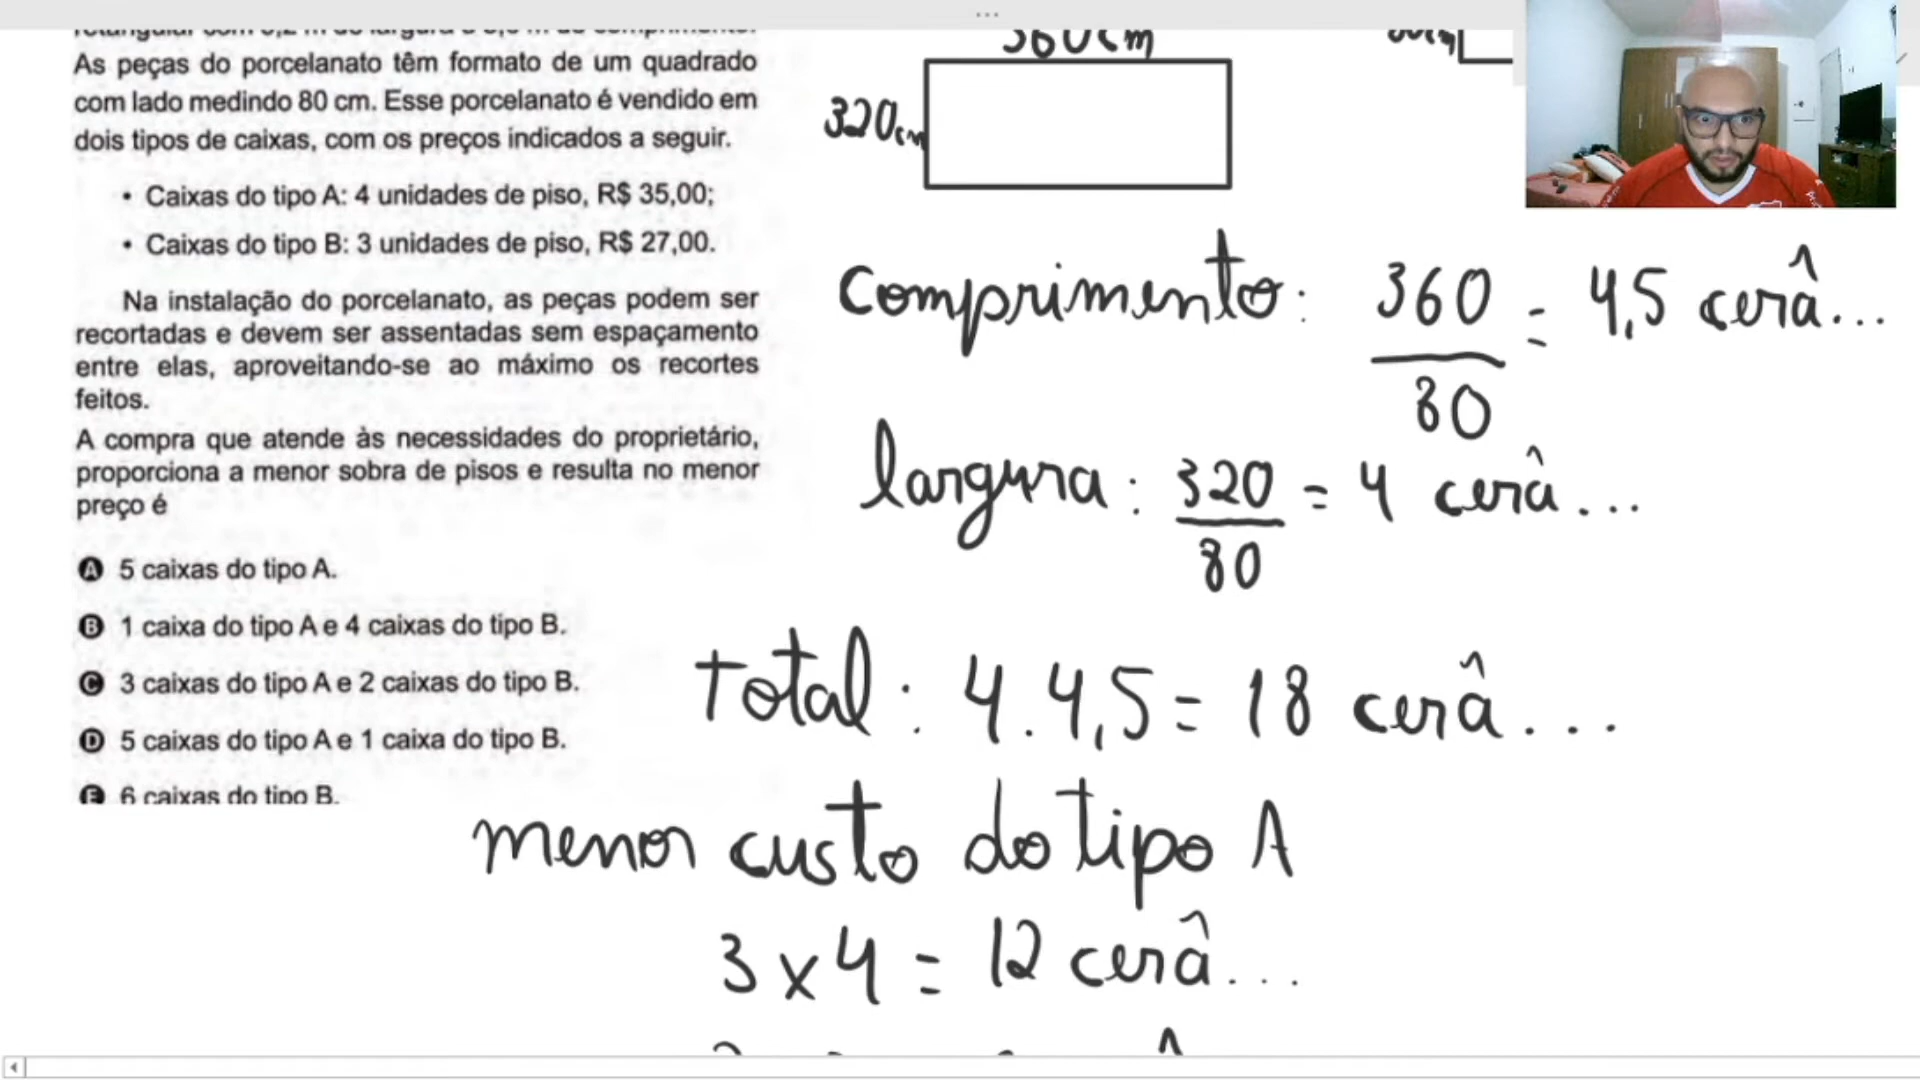 As peças do porcelanato têm formato de um quadrado
com lado medindo 80 cm. Esse porcelanato é vendido em
dois tipos de caixas, com os preços indicados a seguir.
• Caixas do tipo A: 4 unidades de piso, R$ 35,00;
• Caixas do tipo B: 3 unidades de piso, R$ 27,00.
Na instalação do porcelanato, as peças podem ser
recortadas e devem ser assentadas sem espaçamento
entre elas, aproveitando-se ao máximo os recortes
feitos.
A compra que atende às necessidades do proprietário,
proporciona a menor sobra de pisos e resulta no menor
preço é
A 5 caixas do tipo A.
B 1 caixa do tipo A e 4 caixas do tipo B.
C 3 caixas do tipo A e 2 caixas do tipo B.
D 5 caixas do tipo A e 1 caixa do tipo B.
E 6 caixas do tipo B.
360cm
320cm
Comprimento: 360/80 = 4,5 cerâ...
largura: 320/80 = 4 cerâ...
total: 4.4,5= 18 cerâ...
menor custo do tipo A
3 x 4 = 12 cerâ...